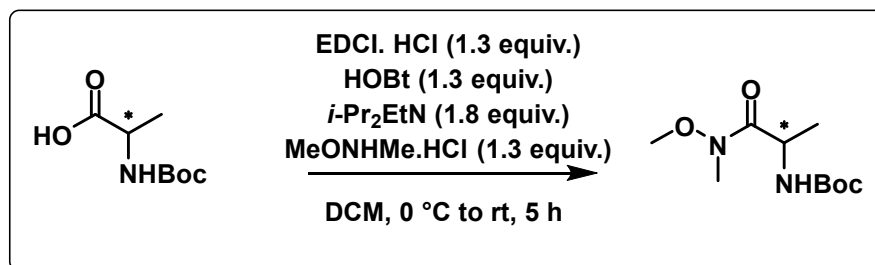 EDCl. HCl (1.3 equiv.)
HOBt (1.3 equiv.)
i-Pr₂EtN (1.8 equiv.)
MeONHMe.HCl (1.3 equiv.)
DCM, 0 °C to rt, 5 h
O
HO
*
NHBoc
O
O
N
*
NHBoc